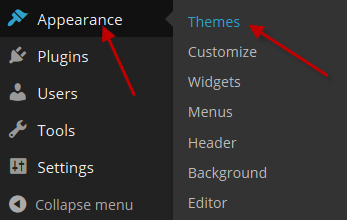 Appearance
Plugins
Users
Tools
Settings
Collapse menu
Themes
Customize
Widgets
Menus
Header
Background
Editor